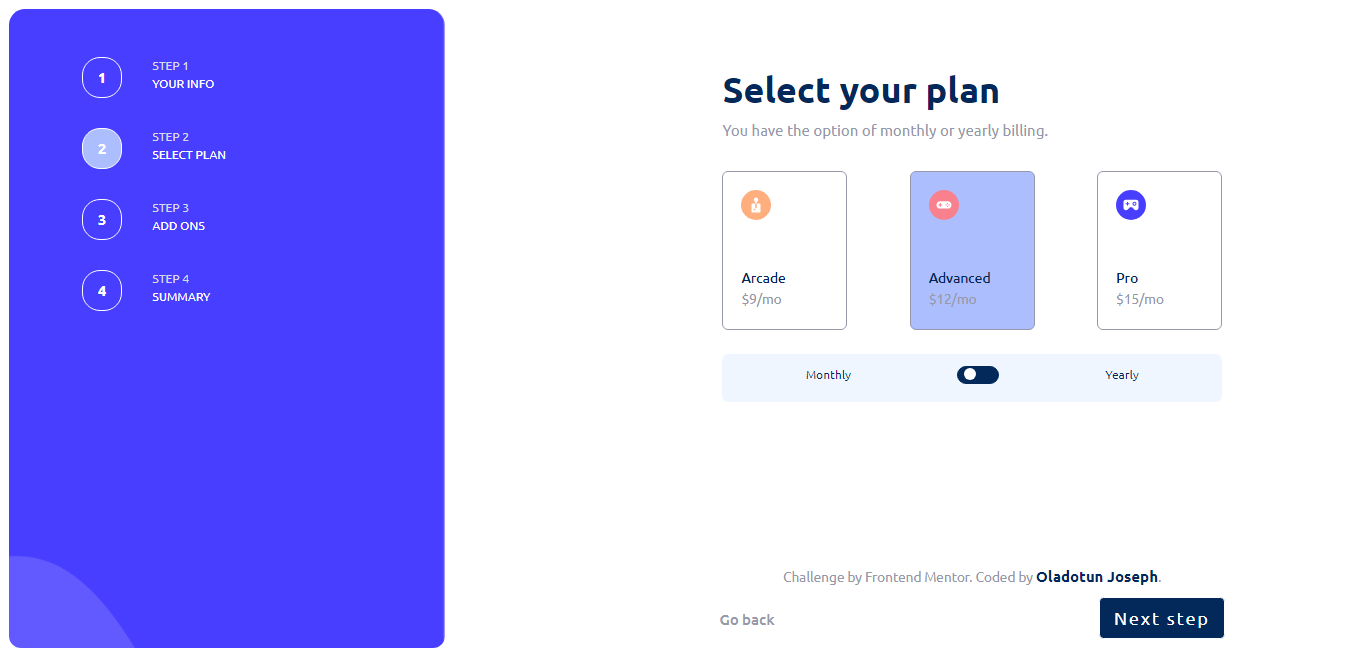 1
STEP 1
YOUR INFO
2
STEP 2
SELECT PLAN
3
STEP 3
ADD ONS
4
STEP 4
SUMMARY
Select your plan
You have the option of monthly or yearly billing.
Arcade
$9/mo
Advanced
$12/mo
Pro
$15/mo
Monthly
Yearly
Challenge by Frontend Mentor. Coded by Oladotun Joseph.
Go back
Next step